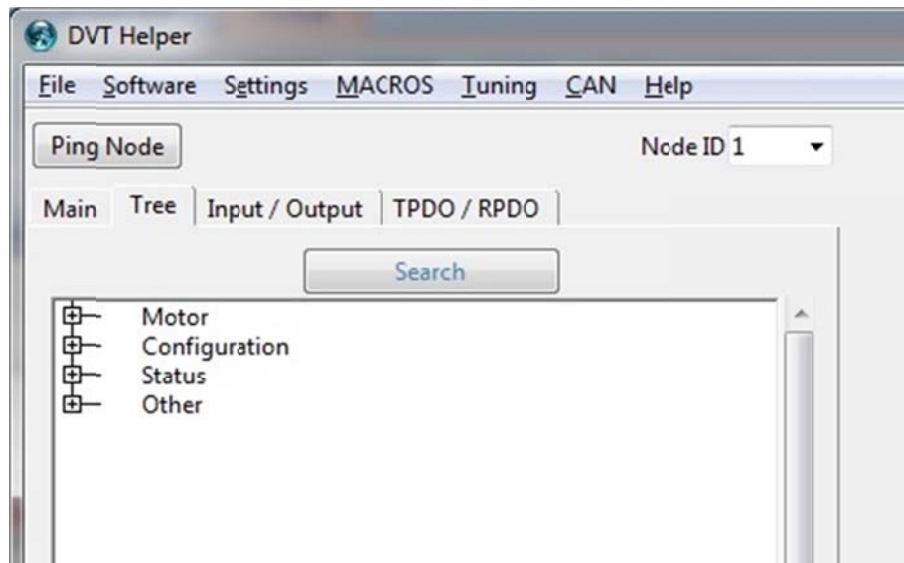 DVT Helper
File Software Settings MACROS Tuning CAN Help
Ping Node Node ID 1
Main Tree Input / Output TPDO / RPDO
Search
Motor
Configuration
Status
Other